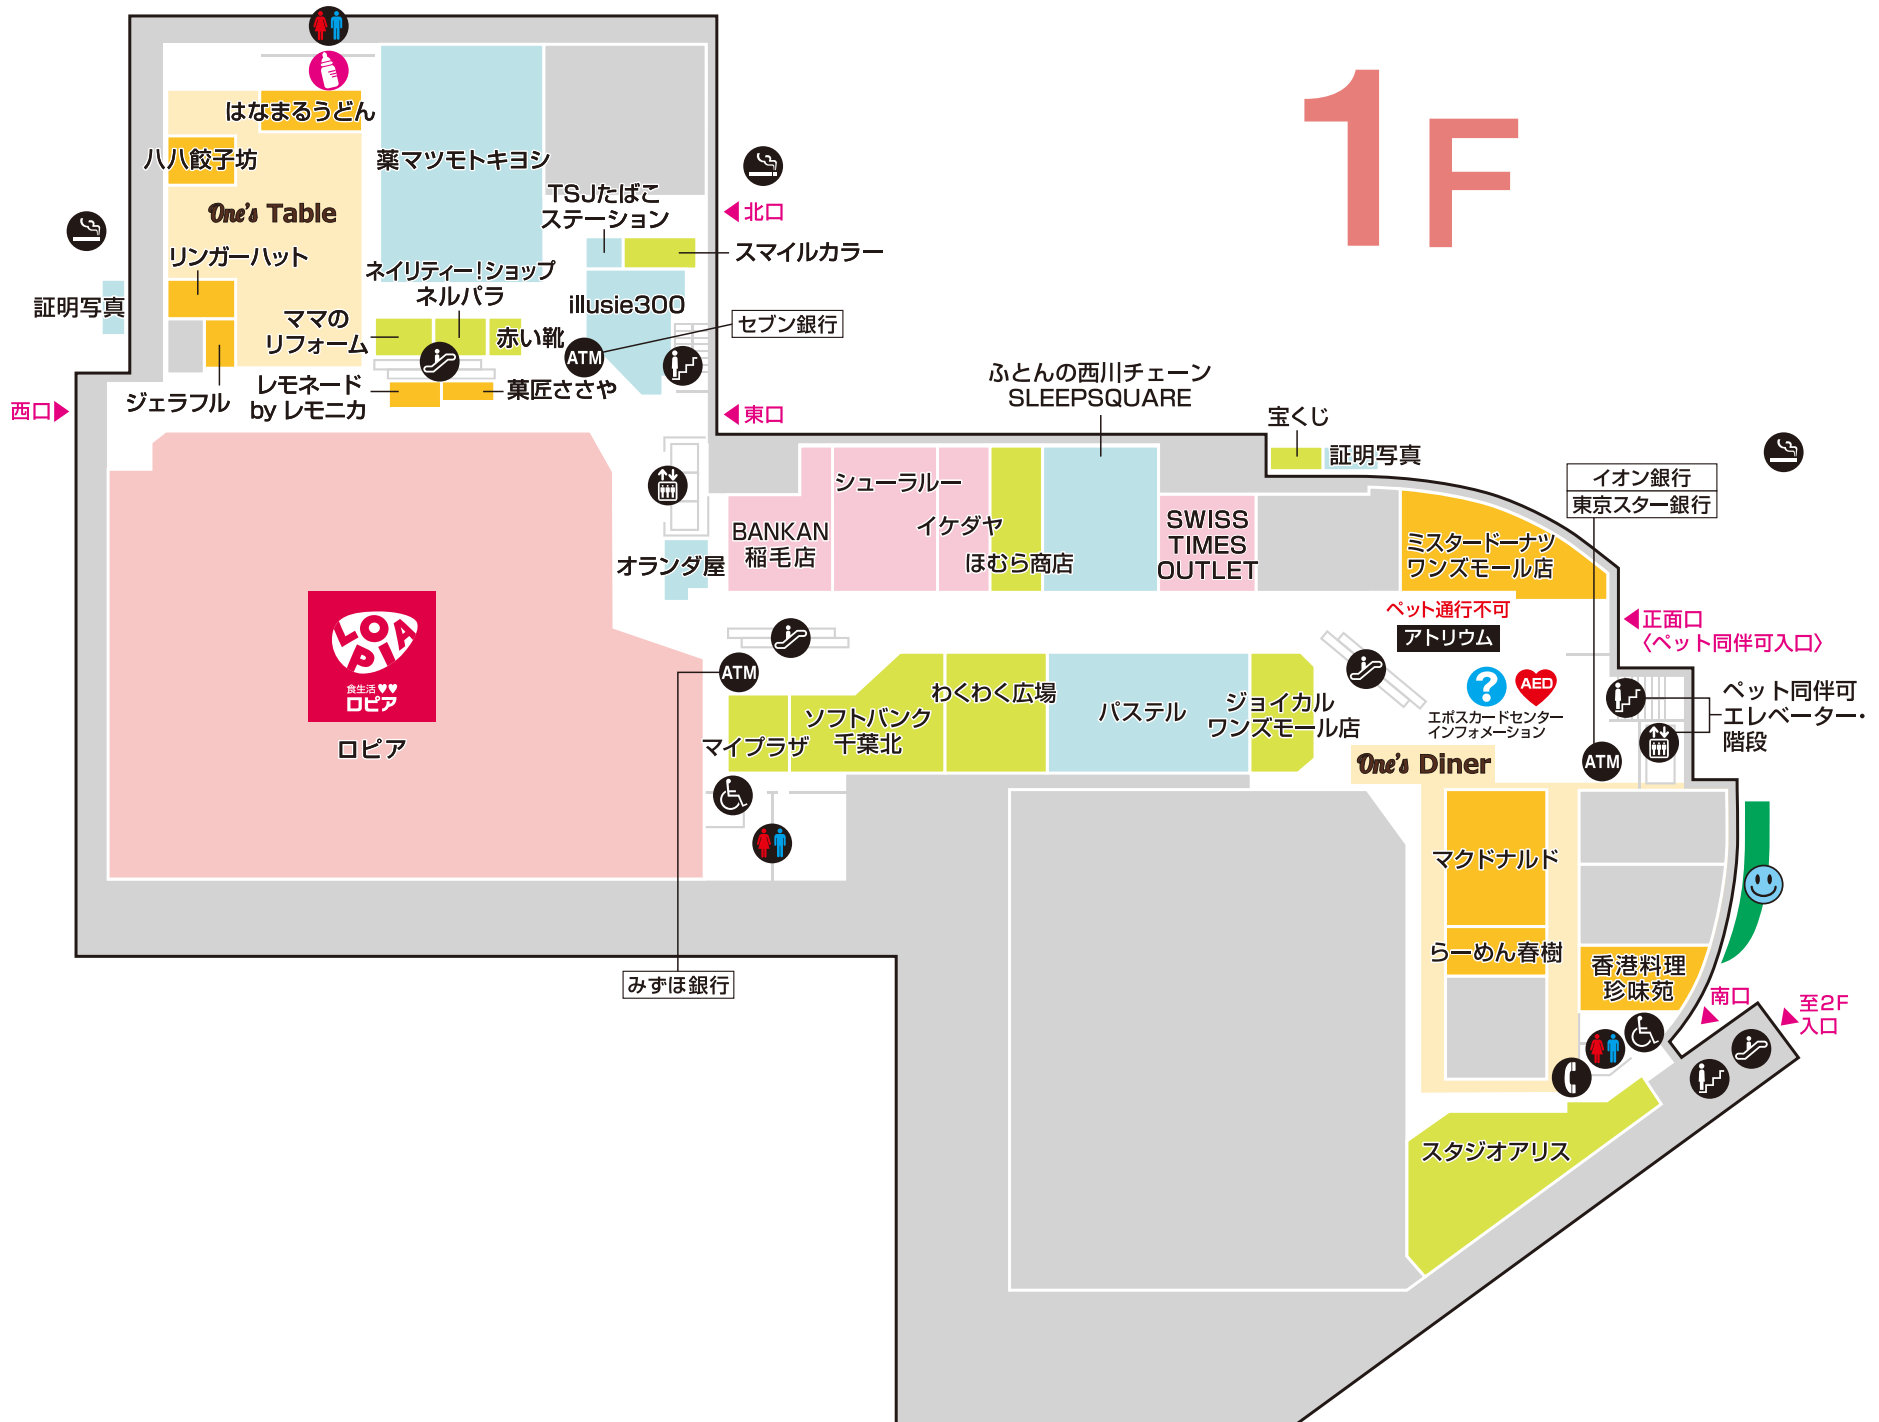 1F
はなまるうどん
八八餃子坊
薬マツモトキヨシ
One's Table
TSJたばこ
ステーション
北口
スマイルカラー
リンガーハット
ネイリティー!ショップ
ネルパラ
illusie300
証明写真
ママの
リフォーム
赤い靴
ATM
セブン銀行
ジェラフル
レモネード
by レモニカ
菓匠ささや
西口
東口
ふとんの西川チェーン
SLEEPSQUARE
宝くじ
証明写真
イオン銀行
東京スター銀行
シューラルー
BANKAN
稲毛店
イケダヤ
ほむら商店
SWISS
TIMES
OUTLET
ミスタードーナツ
ワンズモール店
オランダ屋
LOPIA
食生活♥♥
ロピア
ロピア
ペット通行不可
アトリウム
正面口
〈ペット同伴可入口〉
ATM
マイプラザ
ソフトバンク
千葉北
わくわく広場
パステル
ジョイカル
ワンズモール店
?
AED
エポスカードセンター
インフォメーション
ペット同伴可
エレベーター・
階段
One's Diner
ATM
マクドナルド
らーめん春樹
香港料理
珍味苑
みずほ銀行
南口
至2F
入口
スタジオアリス